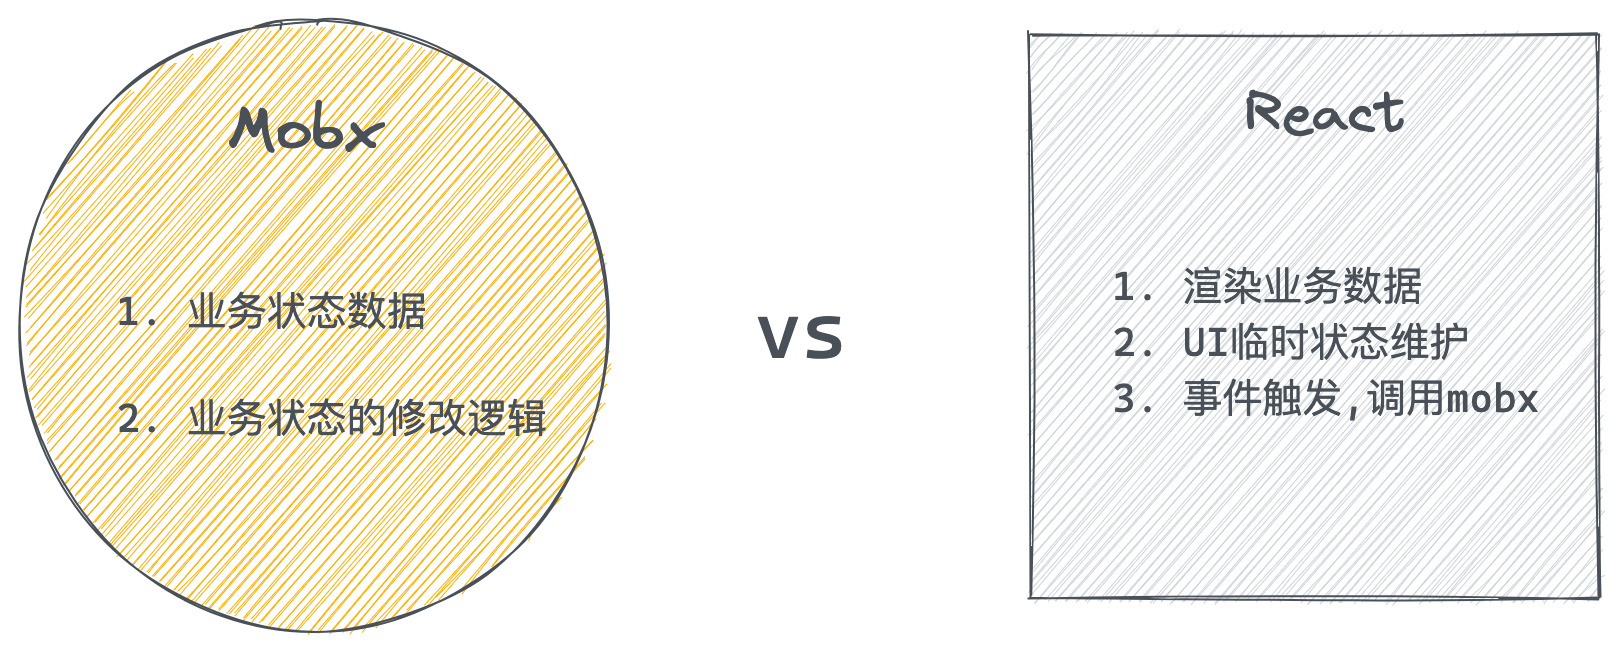 Mobx
1. 业务状态数据
2. 业务状态的修改逻辑
vs
React
1. 渲染业务数据
2. UI临时状态维护
3. 事件触发,调用mobx